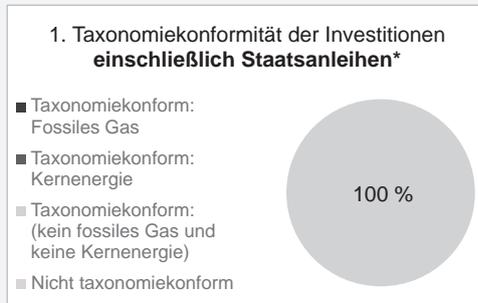 1. Taxonomiekonformität der Investitionen
einschließlich Staatsanleihen*
Taxonomiekonform:
Fossiles Gas
Taxonomiekonform:
Kernenergie
Taxonomiekonform:
(kein fossiles Gas und
keine Kernenergie)
Nicht taxonomiekonform
100 %